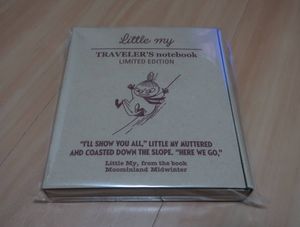 Little my
TRAVELER'S notebook
LIMITED EDITION
"I'LL SHOW YOU ALL," LITTLE MY MUTTERED
AND COASTED DOWN THE SLOPE. "HERE WE GO,"
Little My, from the book
Moominland Midwinter